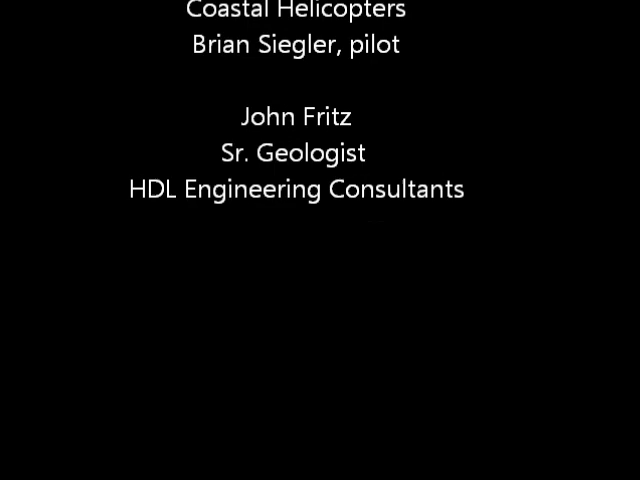 Coastal Helicopters
Brian Siegler, pilot
John Fritz
Sr. Geologist
HDL Engineering Consultants